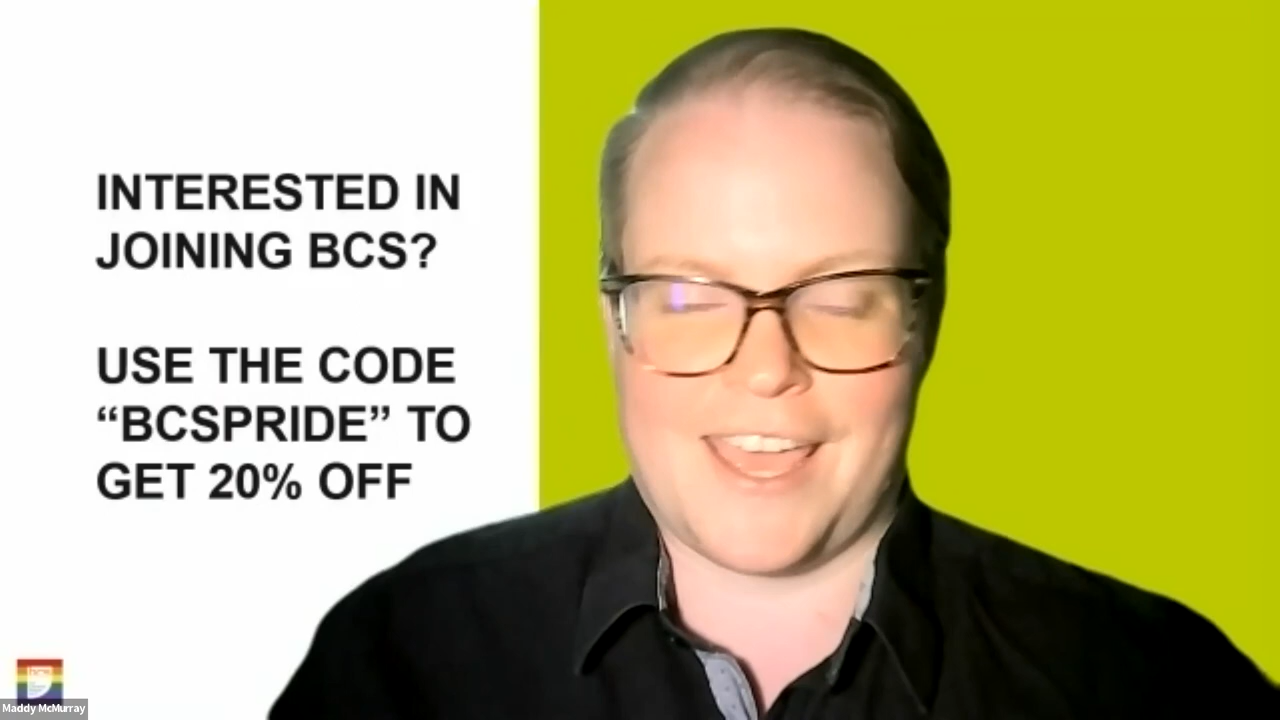 INTERESTED IN
JOINING BCS?
USE THE CODE
“BCSPRIDE” TO
GET 20% OFF
Maddy McMurray